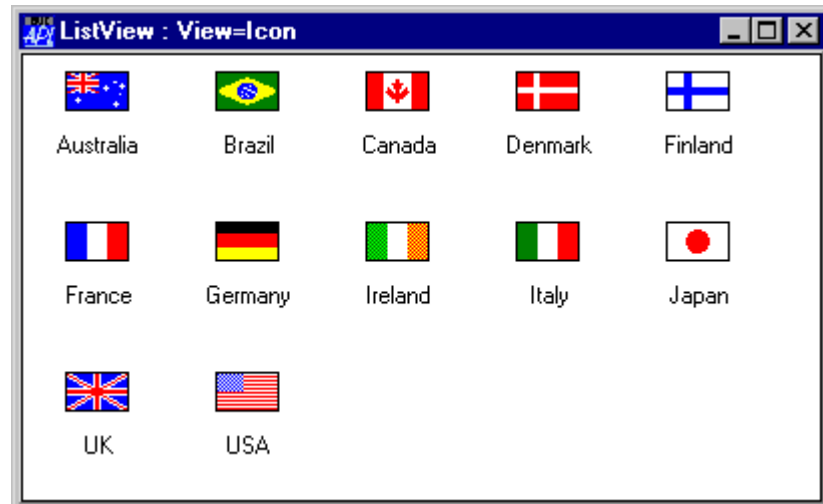 ListView : View=Icon
Australia Brazil Canada Denmark Finland
France Germany Ireland Italy Japan
UK USA